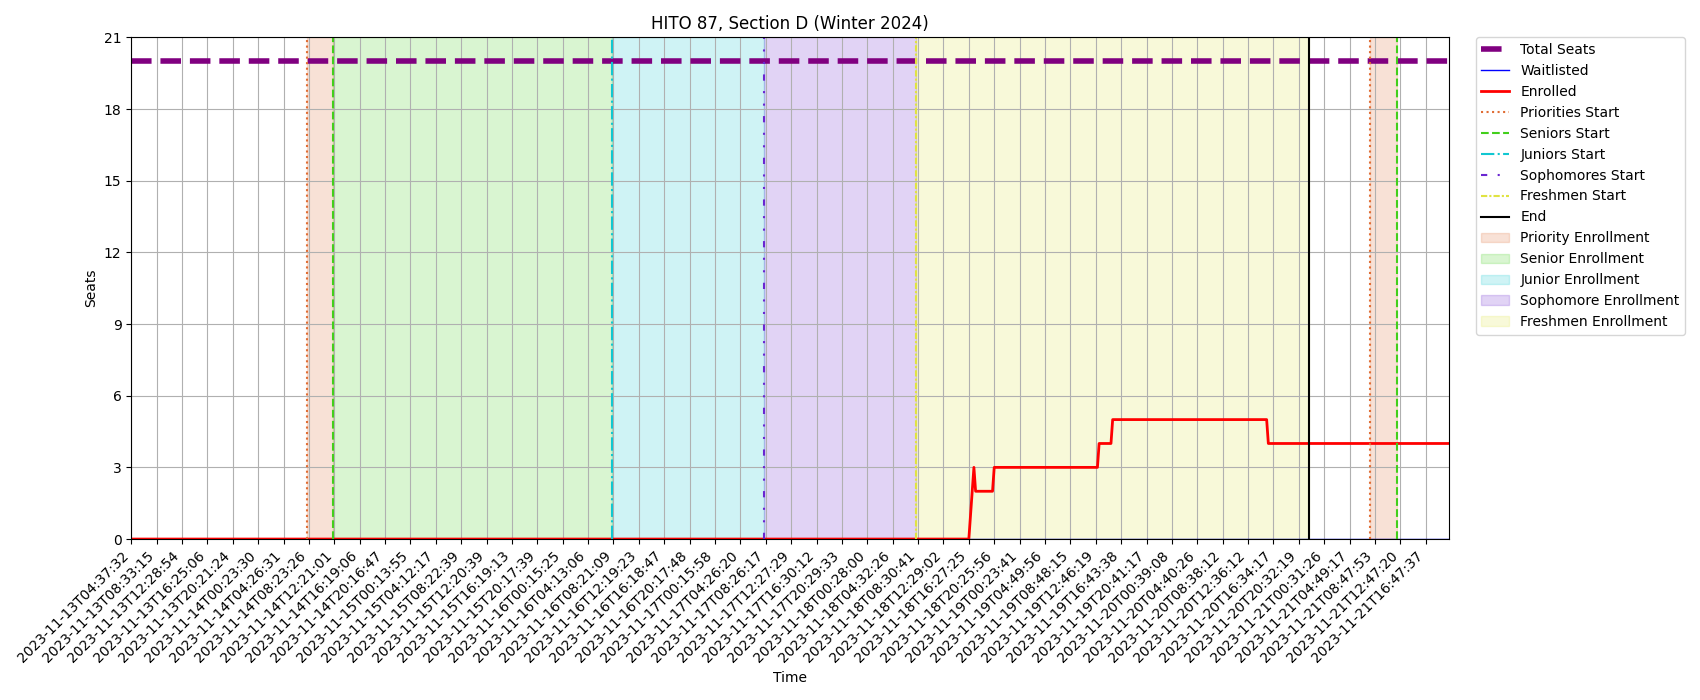 HITO 87, Section D (Winter 2024)
21
18
15
12
9
6
3
0
Seats
2023-11-13T04:37:32
2023-11-13T08:33:15
2023-11-13T12:28:54
2023-11-13T16:25:06
2023-11-13T20:21:24
2023-11-14T00:23:30
2023-11-14T04:26:31
2023-11-14T08:23:26
2023-11-14T12:21:01
2023-11-14T16:19:06
2023-11-14T20:16:47
2023-11-15T00:13:55
2023-11-15T04:12:17
2023-11-15T08:22:39
2023-11-15T12:20:39
2023-11-15T16:19:13
2023-11-15T20:17:39
2023-11-16T00:15:23
2023-11-16T04:13:06
2023-11-16T08:21:09
2023-11-16T12:19:23
2023-11-16T16:18:47
2023-11-16T20:17:48
2023-11-17T00:15:58
2023-11-17T04:26:20
2023-11-17T08:26:17
2023-11-17T12:27:29
2023-11-17T16:30:12
2023-11-17T20:29:33
2023-11-18T00:28:00
2023-11-18T04:32:26
2023-11-18T08:30:41
2023-11-18T12:29:02
2023-11-18T16:27:25
2023-11-18T20:25:56
2023-11-19T00:23:41
2023-11-19T04:49:56
2023-11-19T08:48:15
2023-11-19T12:46:19
2023-11-19T16:43:38
2023-11-19T20:41:17
2023-11-20T00:39:08
2023-11-20T04:40:26
2023-11-20T08:38:12
2023-11-20T12:36:12
2023-11-20T16:34:17
2023-11-20T20:32:19
2023-11-21T00:31:26
2023-11-21T04:49:17
2023-11-21T08:47:53
2023-11-21T12:47:20
2023-11-21T16:47:37
Time
Total Seats
Waitlisted
Enrolled
Priorities Start
Seniors Start
Juniors Start
Sophomores Start
Freshmen Start
End
Priority Enrollment
Senior Enrollment
Junior Enrollment
Sophomore Enrollment
Freshmen Enrollment